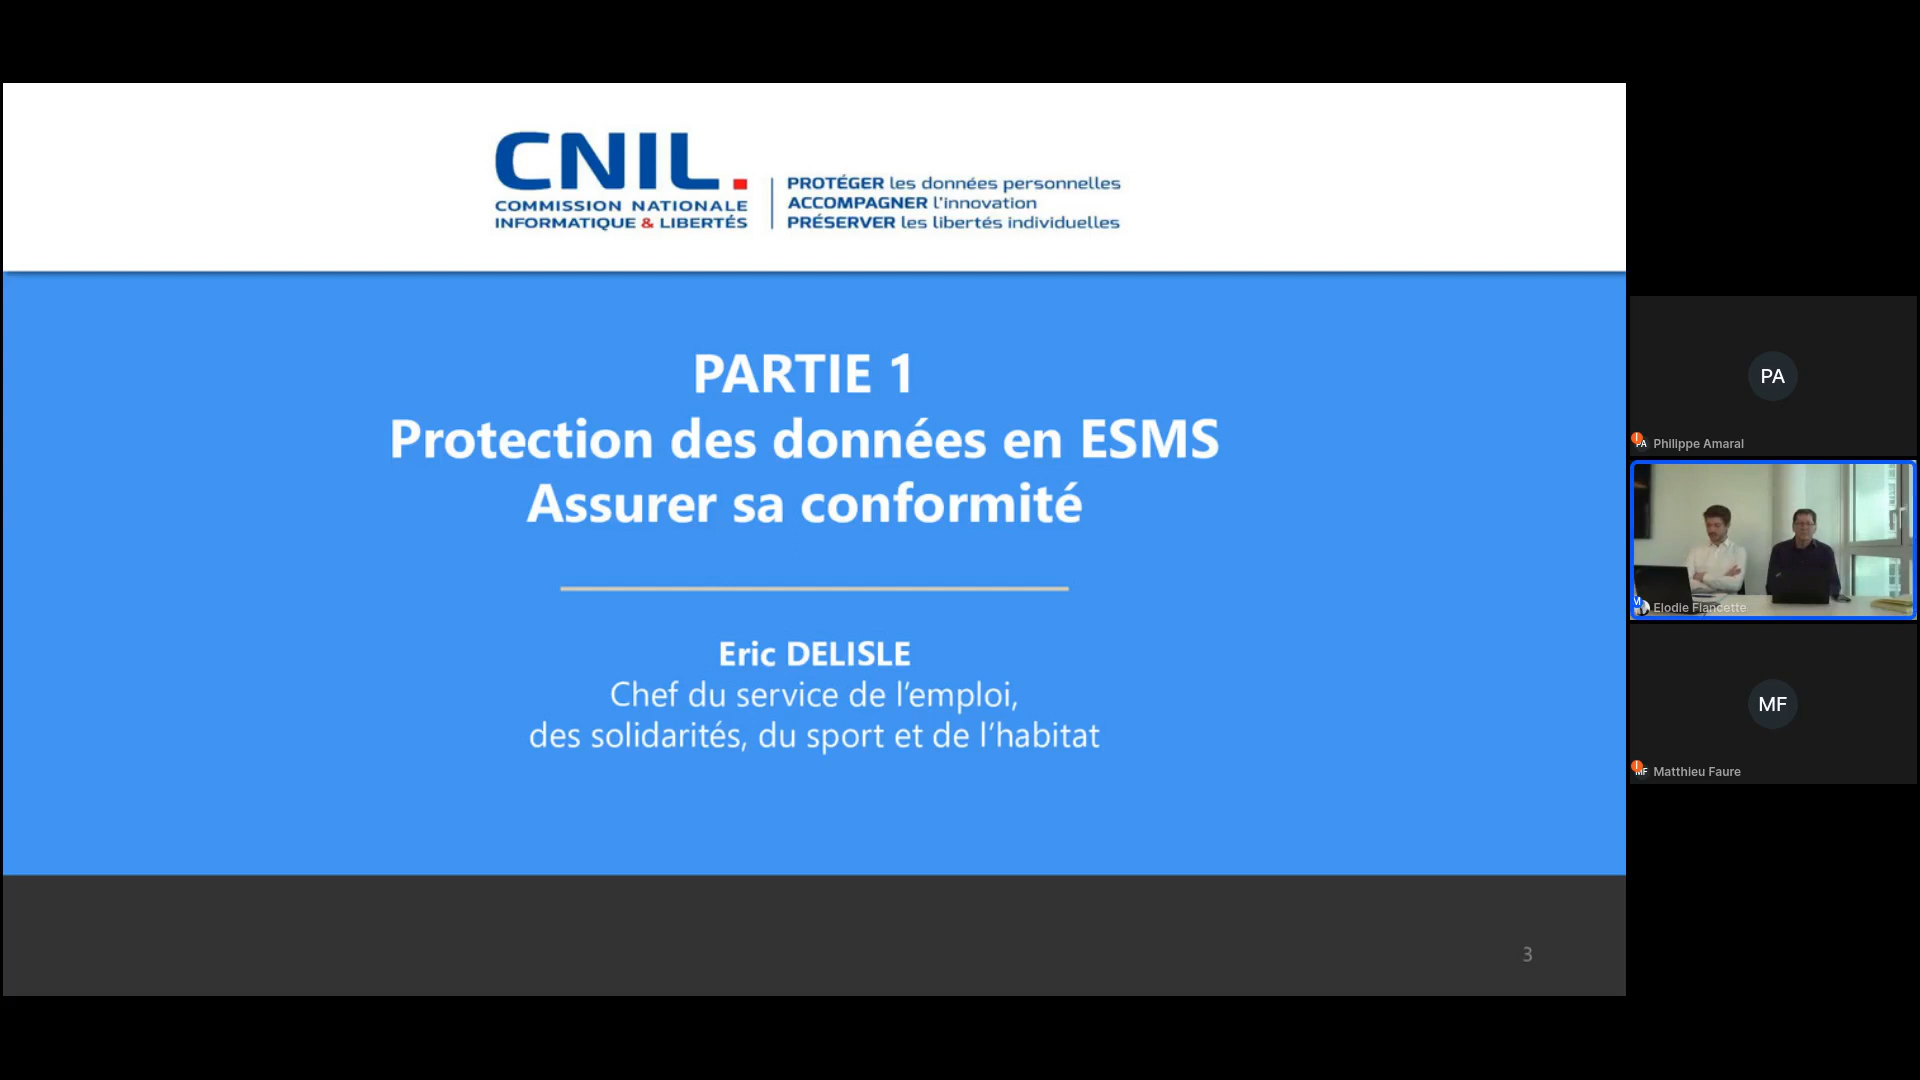 CNIL.
COMMISSION NATIONALE
INFORMATIQUE & LIBERTÉS
PROTÉGER les données personnelles
ACCOMPAGNER l'innovation
PRÉSERVER les libertés individuelles
PARTIE 1
Protection des données en ESMS
Assurer sa conformité
Eric DELISLE
Chef du service de l'emploi,
des solidarités, du sport et de l'habitat
3
PA
PA
Philippe Amaral
M
Elodie Flancette
MF
MF
Matthieu Faure